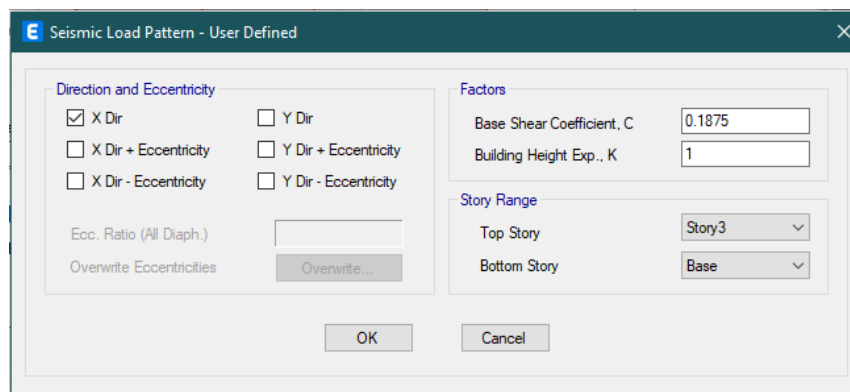 E Seismic Load Pattern - User Defined
Direction and Eccentricity
X Dir
Y Dir
X Dir + Eccentricity
Y Dir + Eccentricity
X Dir - Eccentricity
Y Dir - Eccentricity
Ecc. Ratio (All Diaph.)
Overwrite Eccentricities
Overwrite...
Factors
Base Shear Coefficient, C
0.1875
Building Height Exp., K
1
Story Range
Top Story
Story3
Bottom Story
Base
OK
Cancel